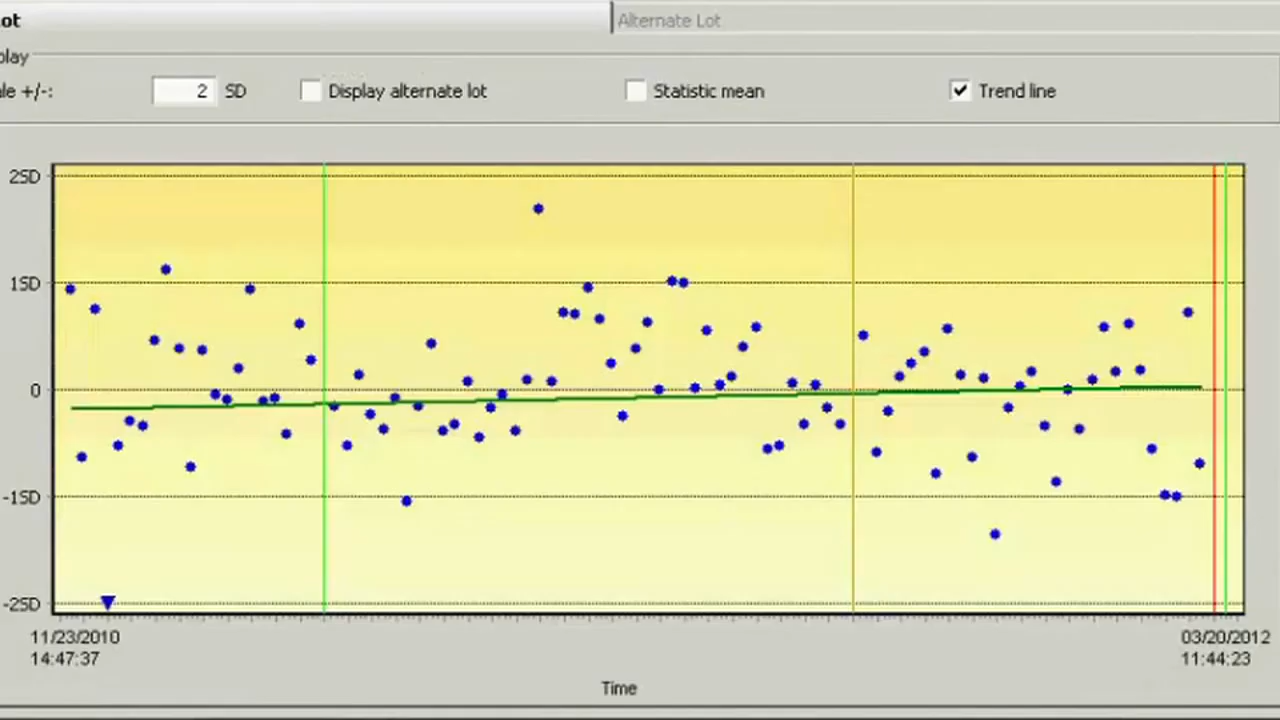 ot
Alternate Lot
play
ale +/-:
2
SD
Display alternate lot
Statistic mean
Trend line
2SD
1SD
0
-1SD
-2SD
11/23/2010
14:47:37
03/20/2012
11:44:23
Time